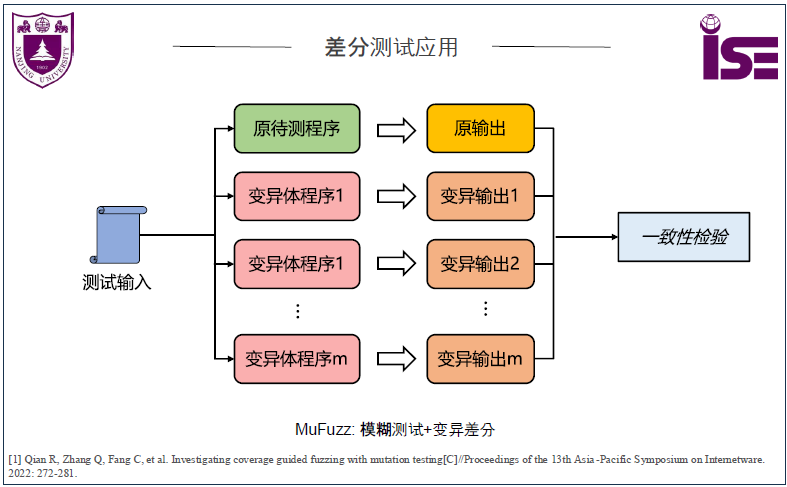 差分测试应用
NANJING UNIVERSITY
1902
iSE
原待测程序
原输出
变异体程序1
变异输出1
变异体程序1
变异输出2
⋮
⋮
变异体程序m
变异输出m
测试输入
一致性检验
MuFuzz: 模糊测试+变异差分
[1] Qian R, Zhang Q, Fang C, et al. Investigating coverage guided fuzzing with mutation testing[C]//Proceedings of the 13th Asia-Pacific Symposium on Internetware.
2022: 272-281.